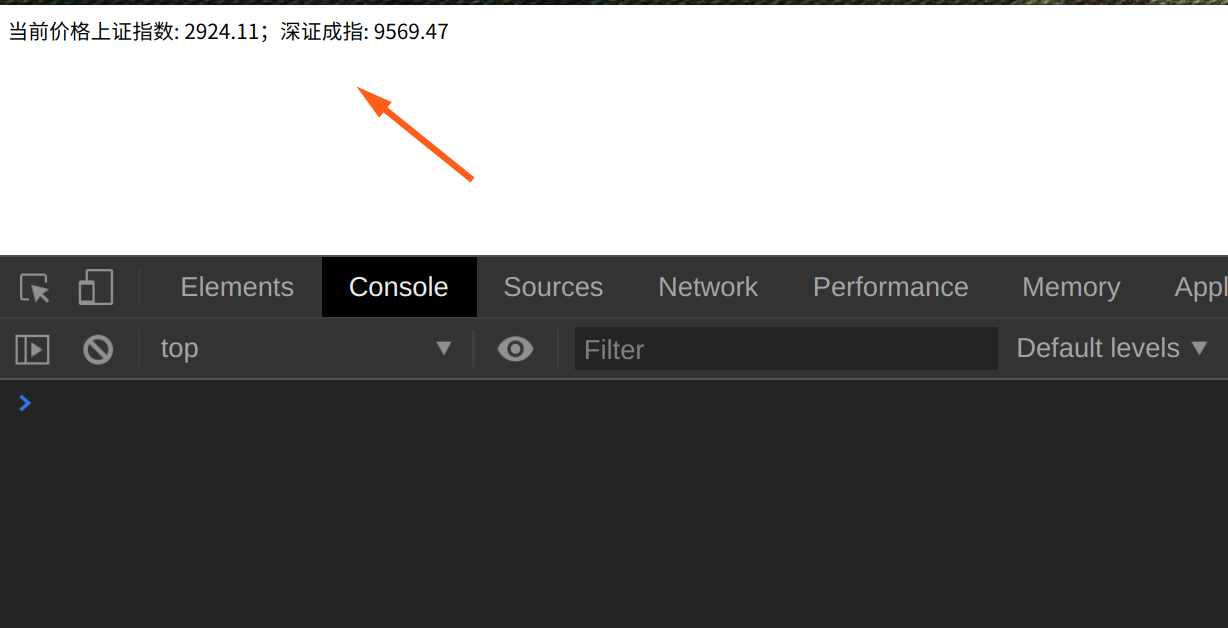 当前价格上证指数: 2924.11；深证成指: 9569.47
Elements Console Sources Network Performance Memory Appl
top Filter Default levels